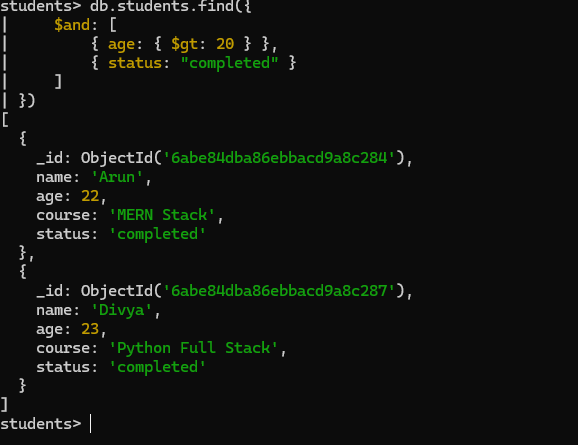 students> db.students.find({
|     $and: [
|         { age: { $gt: 20 } },
|         { status: "completed" }
|     ]
| })
[
  {
    _id: ObjectId('6abe84dba86ebbacd9a8c284'),
    name: 'Arun',
    age: 22,
    course: 'MERN Stack',
    status: 'completed'
  },
  {
    _id: ObjectId('6abe84dba86ebbacd9a8c287'),
    name: 'Divya',
    age: 23,
    course: 'Python Full Stack',
    status: 'completed'
  }
]
students>